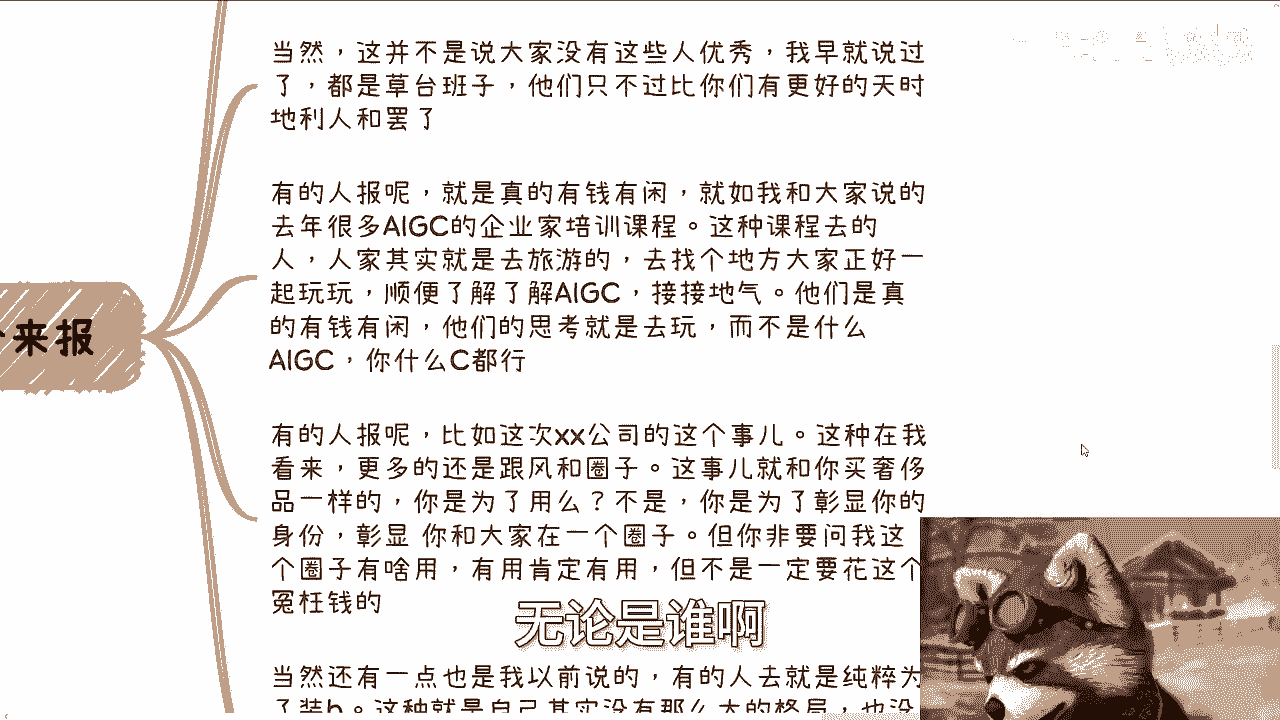 当然，这并不是说大家没有这些人优秀，我早就说过
了，都是草台班子，他们只不过比你们有更好的天时
地利人和罢了
有的人报呢，就是真的有钱有闲，就如我和大家说的
去年很多AIGC的企业家培训课程。这种课程去的
人，人家其实就是去旅游的，去找个地方大家正好一
起玩玩，顺便了解了解AIGC，接接地气。他们是真
的有钱有闲，他们的思考就是去玩，而不是什么
AIGC，你什么C都行
来报
有的人报呢，比如这次xx公司的这个事儿。这种在我
看来，更多的还是跟风和圈子。这事儿就和你买奢侈
品一样的，你是为了用么？不是，你是为了彰显你的
身份，彰显 你和大家在一个圈子。但你非要问我这
个圈子有啥用，有用肯定有用，但不是一定要花这个
冤枉钱的
无论是谁啊
当然还有一点也是我以前说的，有的人去就是纯粹为
了装b。这种就是自己其实没有那么大的格局，也没